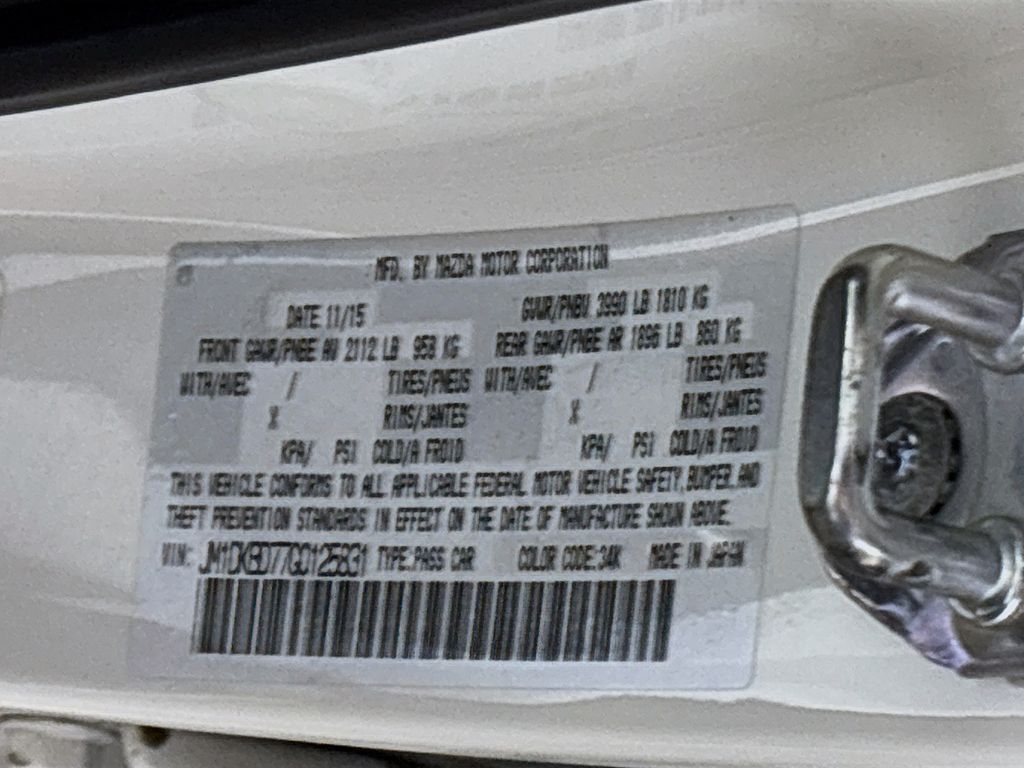 MFD. BY MAZDA MOTOR CORPORATION
DATE 11/15 GVWR/PNBV 3990 LB 1810 KG
FRONT GAWR/PNBE AV 2112 LB 958 KG REAR GAWR/PNBE AR 1896 LB 860 KG
WITH/AVEC / TIRES/PNEUS WITH/AVEC / TIRES/PNEUS
X RIMS/JANTES X RIMS/JANTES
KPA/ PSI COLD/A FROID KPA/ PSI COLD/A FROID
THIS VEHICLE CONFORMS TO ALL APPLICABLE FEDERAL MOTOR VEHICLE SAFETY, BUMPER, AND
THEFT PREVENTION STANDARDS IN EFFECT ON THE DATE OF MANUFACTURE SHOWN ABOVE.
VIN: JM1DKBD77G0125831 TYPE:PASS CAR COLOR CODE:34K MADE IN JAPAN